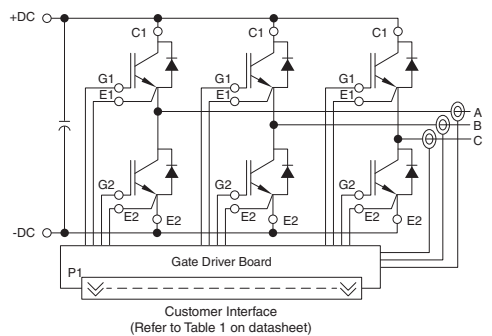 +DC
C1 C1 C1
G1 G1 G1
E1 E1 E1
A
B
C
G2 G2 G2
E2 E2 E2
E2 E2 E2
-DC
Gate Driver Board
P1
Customer Interface
(Refer to Table 1 on datasheet)